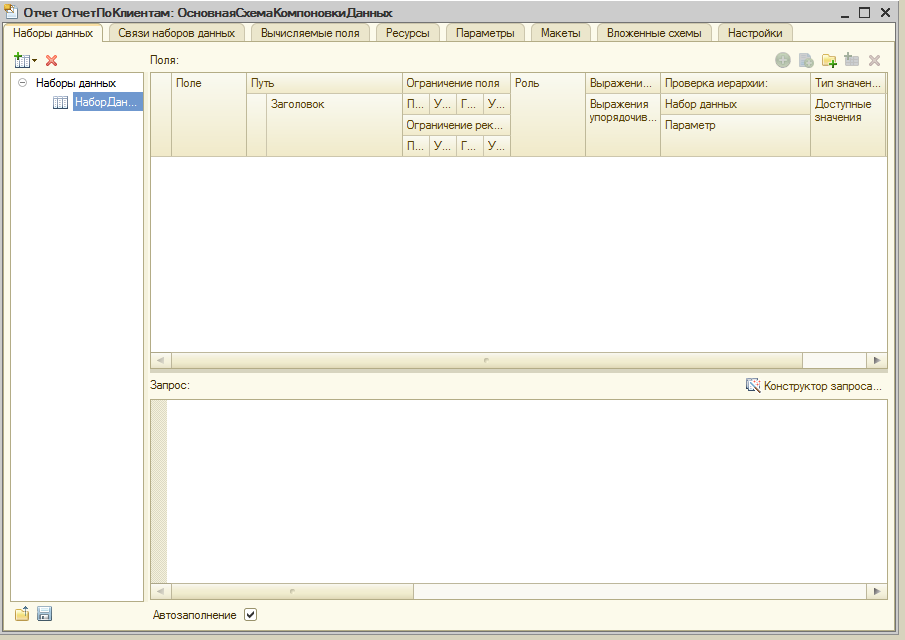 Отчет ОтчетПоКлиентам: ОсновнаяСхемаКомпоновкиДанных
Наборы данных Связи наборов данных Вычисляемые поля Ресурсы Параметры Макеты Вложенные схемы Настройки
Поля:
Наборы данных
НаборДан...
Поле Путь Ограничение поля Роль Выражени... Проверка иерархии: Тип значен...
Заголовок П... У... Г... У... Выражения Набор данных Доступные
упорядочив... значения
Ограничение рек... Параметр
П... У... Г... У...
Запрос: Конструктор запроса...
Автозаполнение